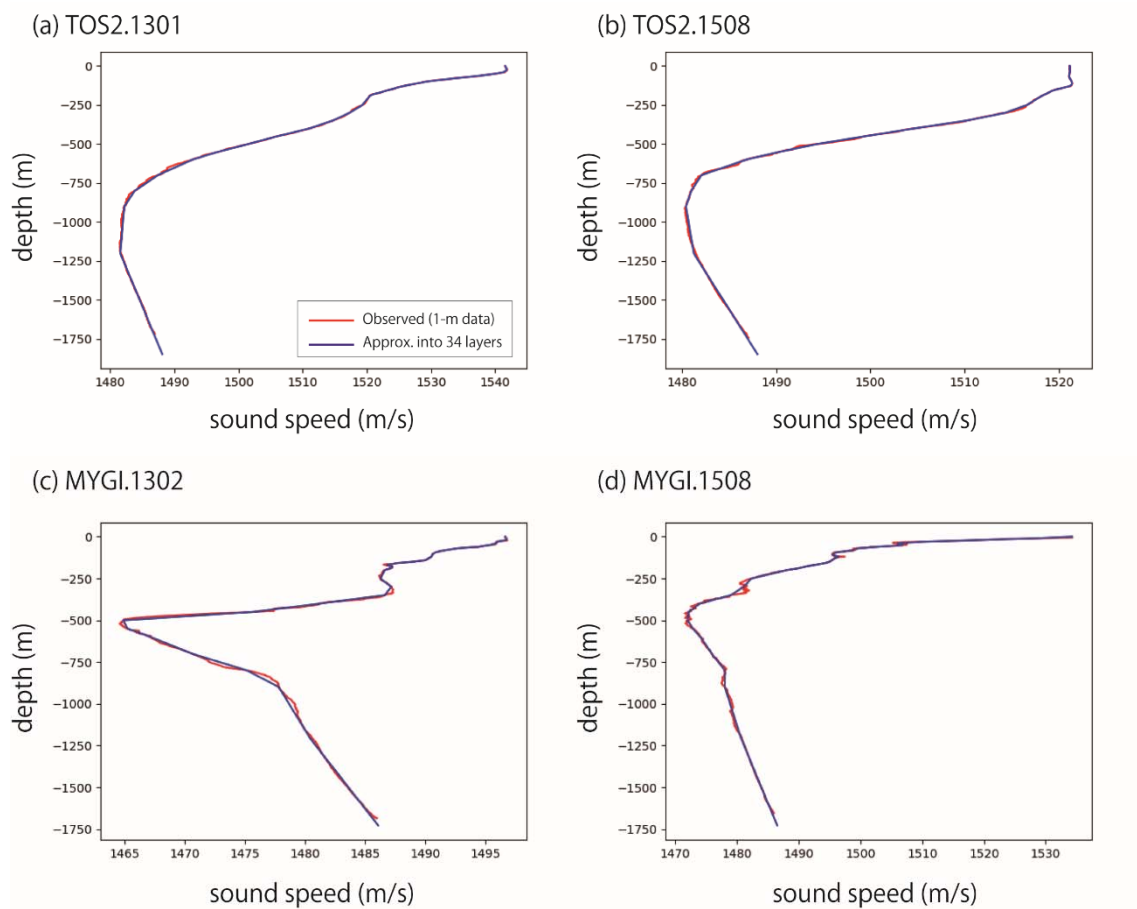 (a) TOS2.1301
(b) TOS2.1508
0
−250
−500
−750
−1000
−1250
−1500
−1750
depth (m)
1480 1490 1500 1510 1520 1530 1540
sound speed (m/s)
Observed (1-m data)
Approx. into 34 layers
0
−250
−500
−750
−1000
−1250
−1500
−1750
depth (m)
1480 1490 1500 1510 1520
sound speed (m/s)
(c) MYGI.1302
(d) MYGI.1508
0
−250
−500
−750
−1000
−1250
−1500
−1750
depth (m)
1465 1470 1475 1480 1485 1490 1495
sound speed (m/s)
0
−250
−500
−750
−1000
−1250
−1500
−1750
depth (m)
1470 1480 1490 1500 1510 1520 1530
sound speed (m/s)